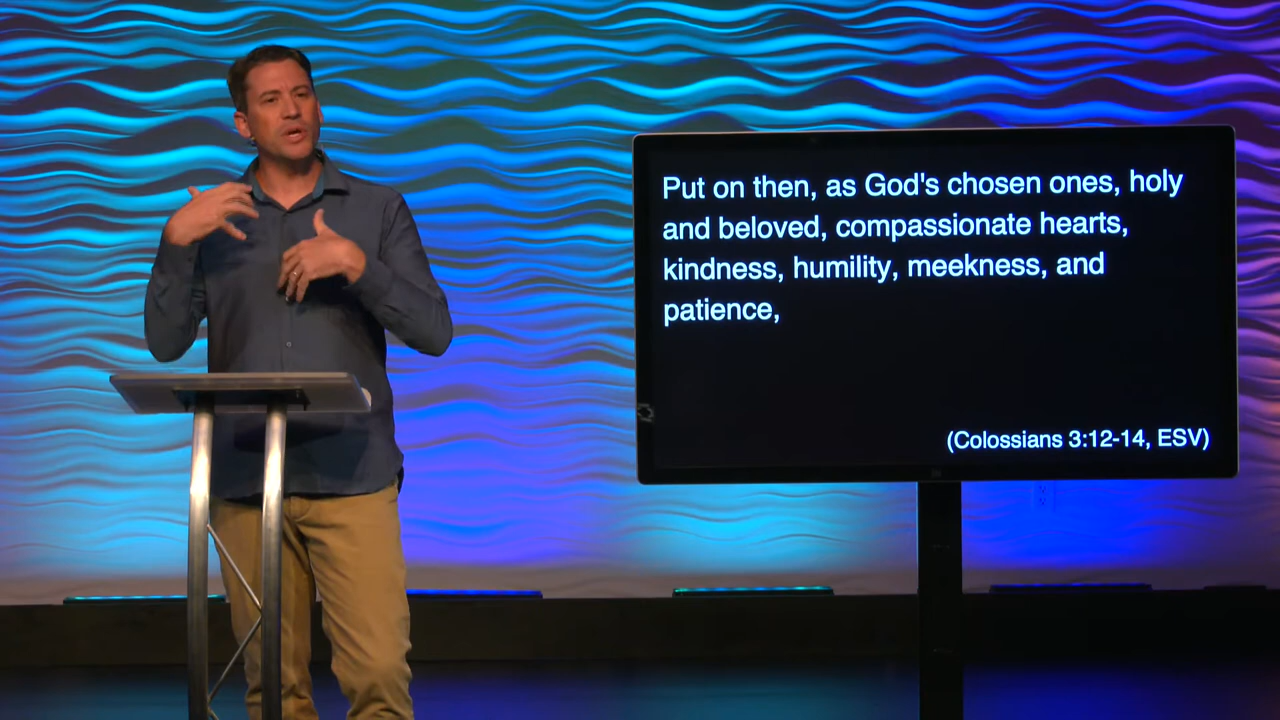 Put on then, as God's chosen ones, holy
and beloved, compassionate hearts,
kindness, humility, meekness, and
patience,
(Colossians 3:12-14, ESV)